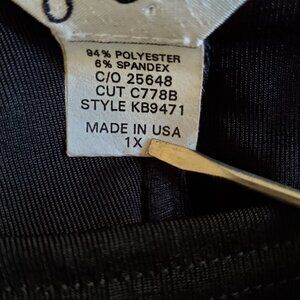 94% POLYESTER
6% SPANDEX
C/O 25648
CUT C778B
STYLE KB9471
MADE IN USA
1X